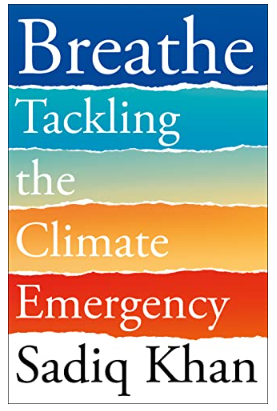 Breathe
Tackling
the
Climate
Emergency
Sadiq Khan